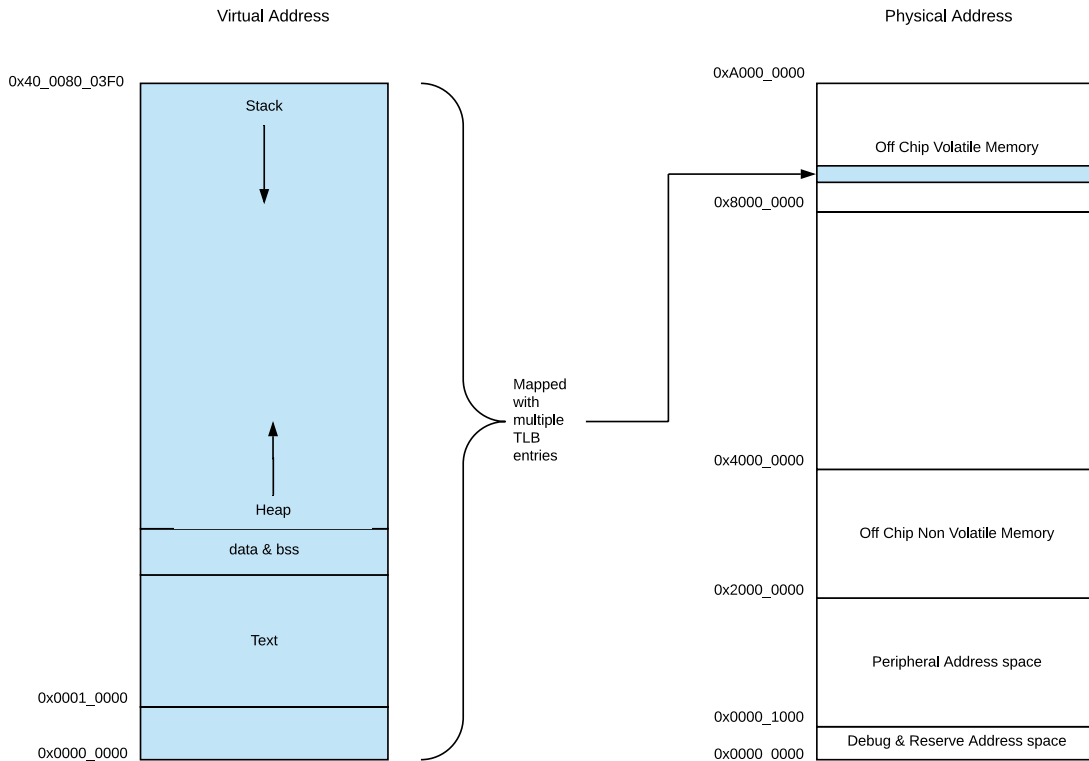 Virtual Address
Physical Address
0x40_0080_03F0
Stack
Heap
data & bss
Text
0x0001_0000
0x0000_0000
Mapped
with
multiple
TLB
entries
0xA000_0000
Off Chip Volatile Memory
0x8000_0000
0x4000_0000
Off Chip Non Volatile Memory
0x2000_0000
Peripheral Address space
0x0000_1000
Debug & Reserve Address space
0x0000_0000